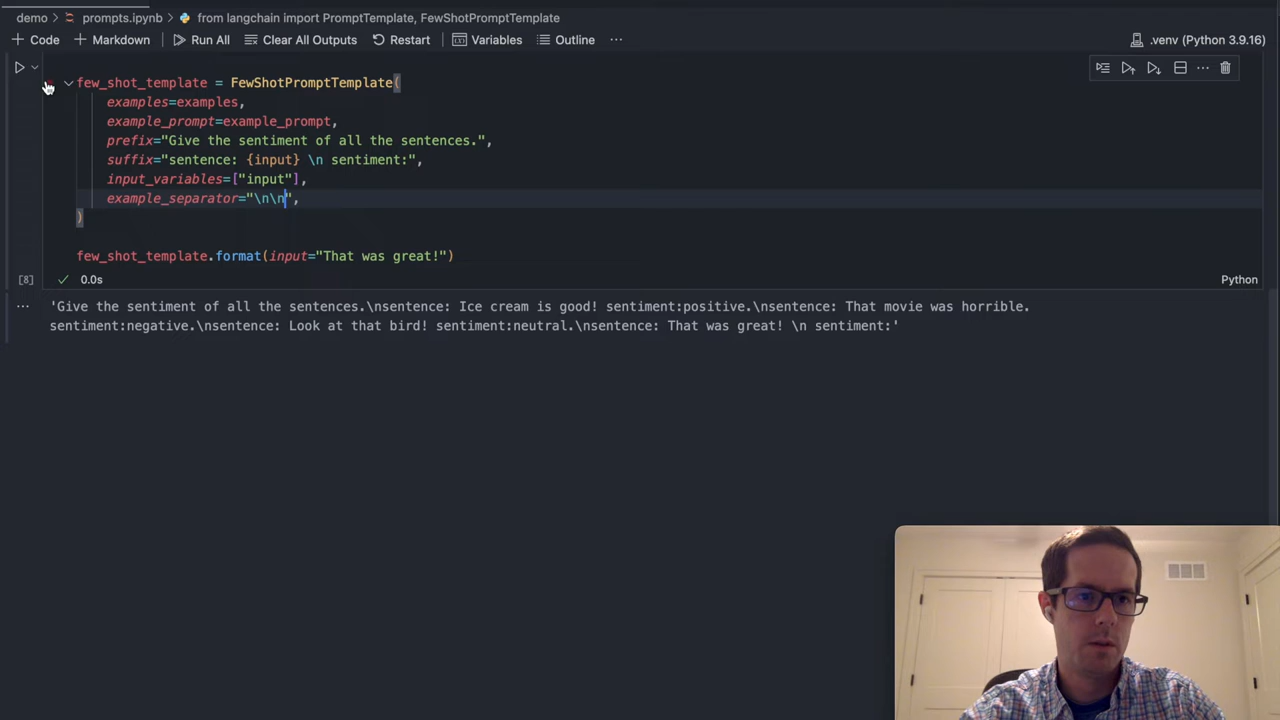 demo > prompts.ipynb > from langchain import PromptTemplate, FewShotPromptTemplate
+ Code + Markdown Run All Clear All Outputs Restart Variables Outline ... .venv (Python 3.9.16)
few_shot_template = FewShotPromptTemplate(
examples=examples,
example_prompt=example_prompt,
prefix="Give the sentiment of all the sentences.",
suffix="sentence: {input} \n sentiment:",
input_variables=["input"],
example_separator="\n\n",
)
few_shot_template.format(input="That was great!")
[8] 0.0s Python
'Give the sentiment of all the sentences.\nsentence: Ice cream is good! sentiment:positive.\nsentence: That movie was horrible.
sentiment:negative.\nsentence: Look at that bird! sentiment:neutral.\nsentence: That was great! \n sentiment:'